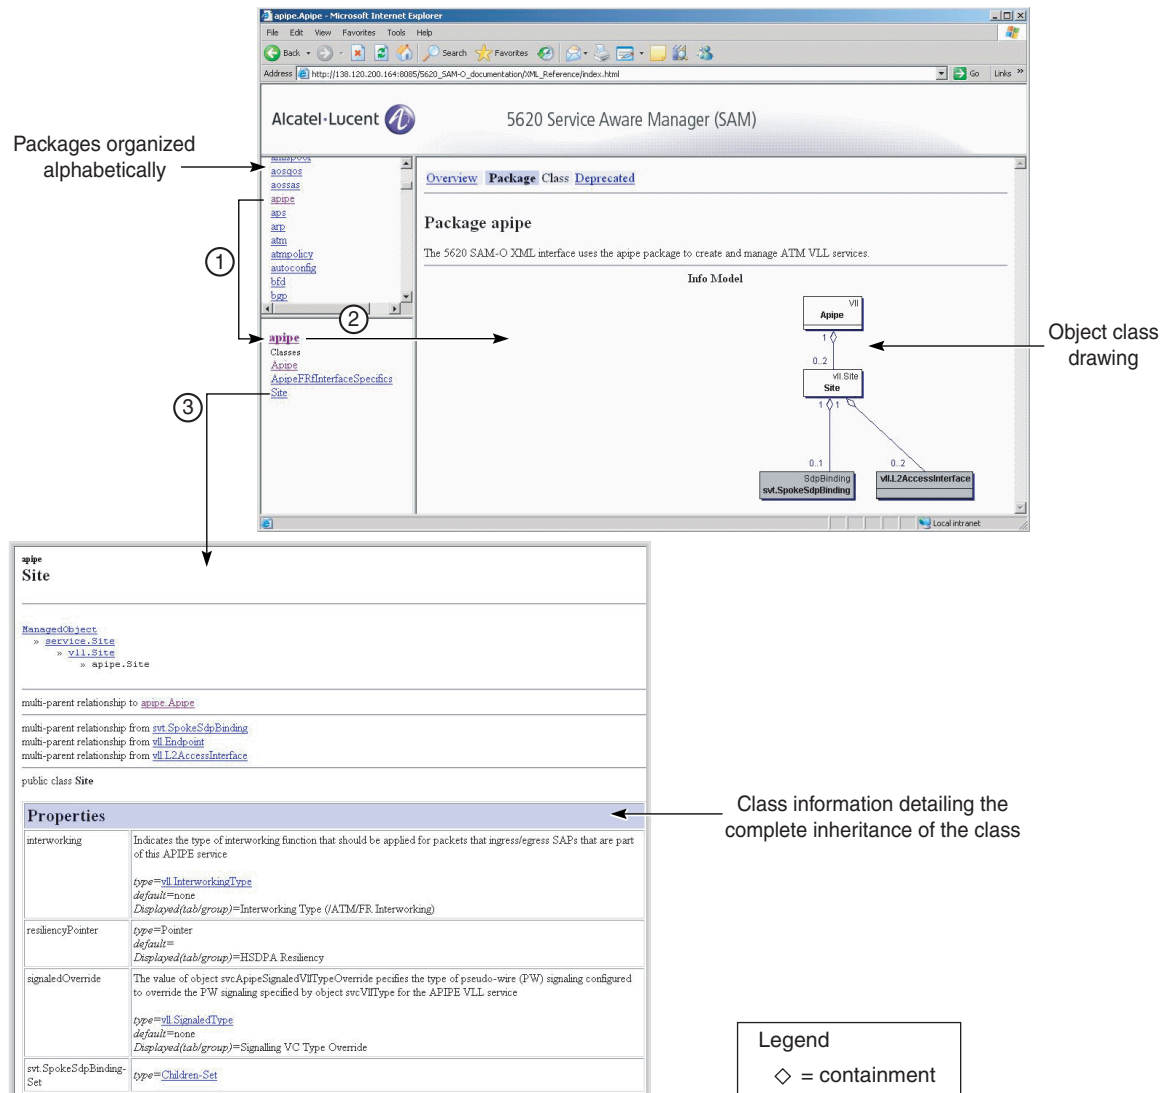 apipe.Apipe - Microsoft Internet Explorer
File Edit View Favorites Tools Help
Back Search Favorites
Address http://138.120.200.164:8085/5620_SAM-O_documentation/XML_Reference/index.html Go Links »
Alcatel·Lucent
5620 Service Aware Manager (SAM)
Packages organized
alphabetically
aosqos
aossas
apipe
aps
arp
atm
atmpolicy
autoconfig
bfd
bgp
1
2
3
apipe
Classes
Apipe
ApipeFRfInterfaceSpecifics
Site
Overview Package Class Deprecated
Package apipe
The 5620 SAM-O XML interface uses the apipe package to create and manage ATM VLL services.
Info Model
Vll
Apipe
1
0..2
vll.Site
Site
1 1
0..1 0..2
SdpBinding
svt.SpokeSdpBinding
vll.L2AccessInterface
Local intranet
Object class
drawing
apipe
Site
ManagedObject
» service.Site
» vll.Site
» apipe.Site
multi-parent relationship to apipe.Apipe
multi-parent relationship from svt.SpokeSdpBinding
multi-parent relationship from vll.Endpoint
multi-parent relationship from vll.L2AccessInterface
public class Site
Properties
interworking
Indicates the type of interworking function that should be applied for packets that ingress/egress SAPs that are part
of this APIPE service
type=vll.InterworkingType
default=none
Displayed(tab/group)=Interworking Type (/ATM/FR Interworking)
resiliencyPointer
type=Pointer
default=
Displayed(tab/group)=HSDPA Resiliency
signaledOverride
The value of object svcApipeSignaledVllTypeOverride pecifies the type of pseudo-wire (PW) signaling configured
to override the PW signaling specified by object svcVllType for the APIPE VLL service
type=vll.SignaledType
default=none
Displayed(tab/group)=Signalling VC Type Override
svt.SpokeSdpBinding-
Set
type=Children-Set
Class information detailing the
complete inheritance of the class
Legend
◇ = containment